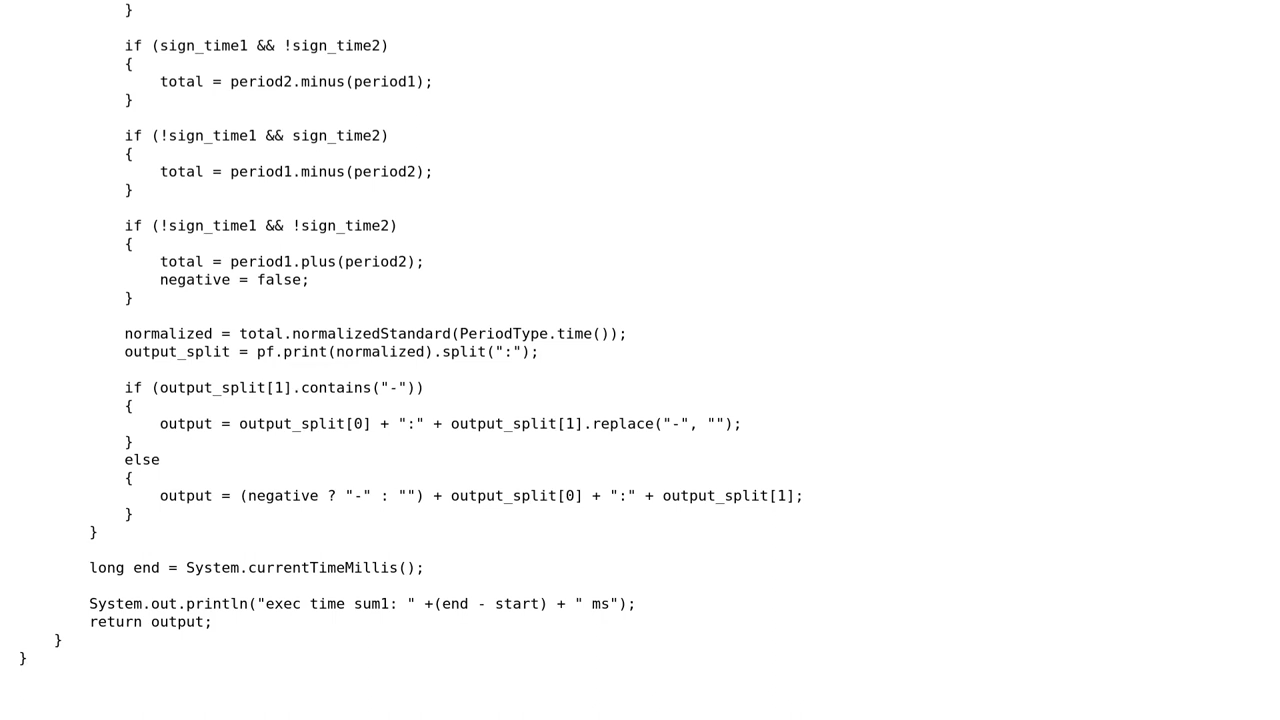 }

            if (sign_time1 && !sign_time2)
            {
                total = period2.minus(period1);
            }

            if (!sign_time1 && sign_time2)
            {
                total = period1.minus(period2);
            }

            if (!sign_time1 && !sign_time2)
            {
                total = period1.plus(period2);
                negative = false;
            }

            normalized = total.normalizedStandard(PeriodType.time());
            output_split = pf.print(normalized).split(":");

            if (output_split[1].contains("-"))
            {
                output = output_split[0] + ":" + output_split[1].replace("-", "");
            }
            else
            {
                output = (negative ? "-" : "") + output_split[0] + ":" + output_split[1];
            }
        }

        long end = System.currentTimeMillis();

        System.out.println("exec time sum1: " +(end - start) + " ms");
        return output;
    }
}